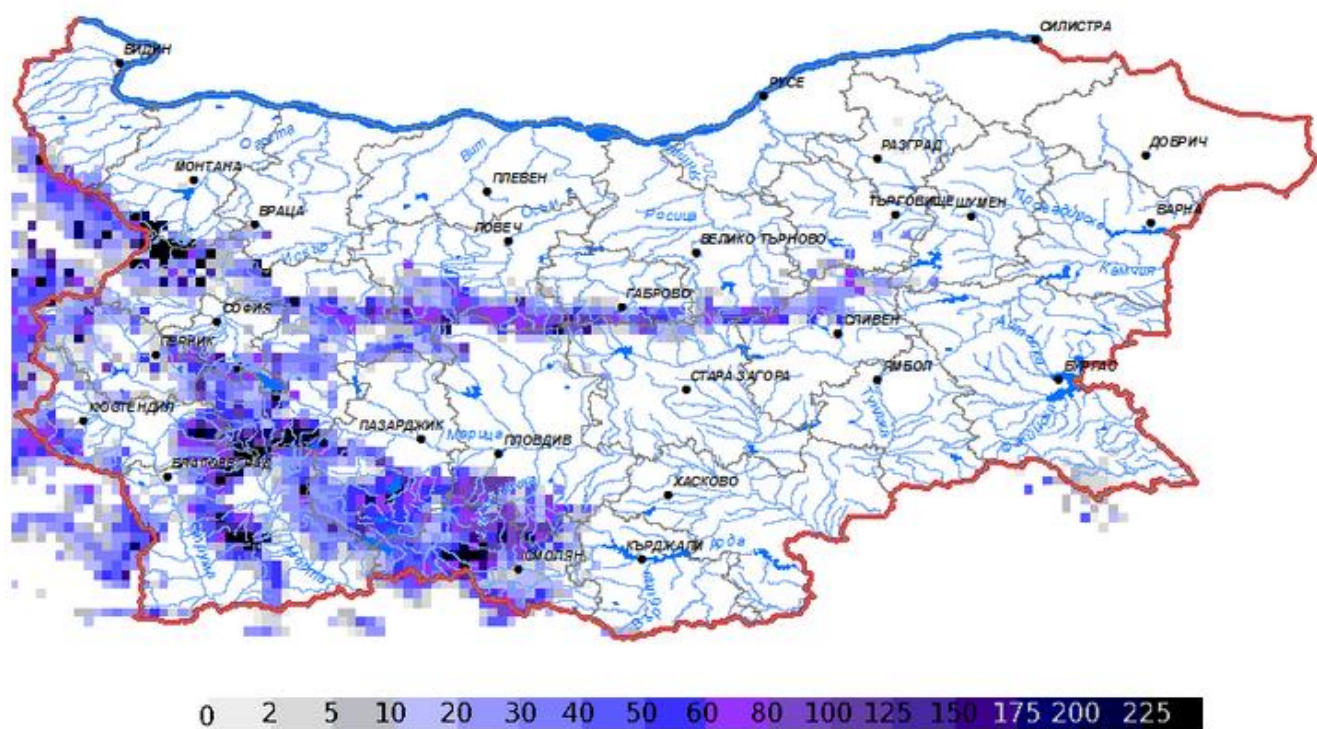 СИЛИСТРА
ВИДИН
РУСЕ
ДОБРИЧ
РАЗГРАД
МОНТАНА
Огоста
Вит
ПЛЕВЕН
ТЪРГОВИЩЕ
ШУМЕН
ВРАЦА
Осъм
Росица
ВАРНА
ЛОВЕЧ
ВЕЛИКО ТЪРНОВО
Искър
Камчия
ГАБРОВО
СОФИЯ
СЛИВЕН
ПЕРНИК
ЯМБОЛ
БУРГАС
СТАРА ЗАГОРА
КЮСТЕНДИЛ
ПАЗАРДЖИК
Марица
ПЛОВДИВ
ХАСКОВО
КЪРДЖАЛИ
СМОЛЯН
0 2 5 10 20 30 40 50 60 80 100 125 150 175 200 225